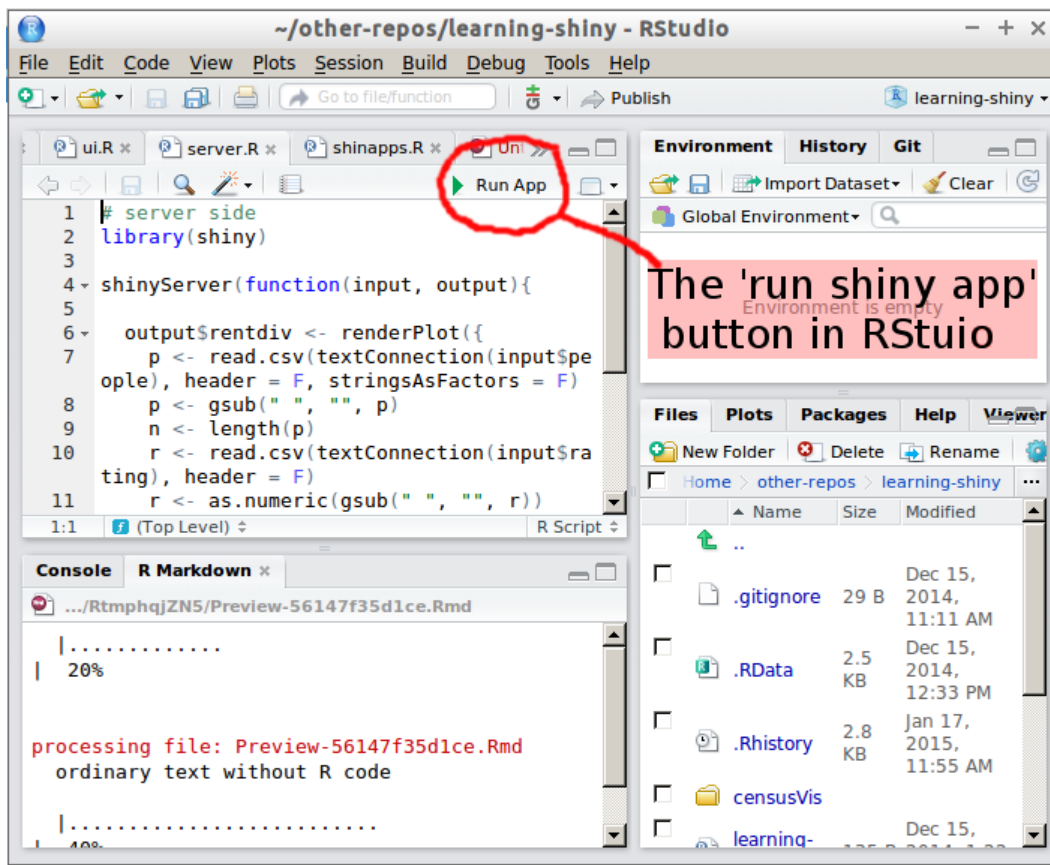 ~/other-repos/learning-shiny - RStudio
File Edit Code View Plots Session Build Debug Tools Help
Go to file/function
Publish
learning-shiny
ui.R
server.R
shinapps.R
Unt
Run App
1 # server side
2 library(shiny)
3
4 shinyServer(function(input, output){
5
6 output$rentdiv <- renderPlot({
7 p <- read.csv(textConnection(input$pe
ople), header = F, stringsAsFactors = F)
8 p <- gsub(" ", "", p)
9 n <- length(p)
10 r <- read.csv(textConnection(input$ra
ting), header = F)
11 r <- as.numeric(gsub(" ", "", r))
1:1 (Top Level) R Script
Console R Markdown
.../RtmphqjZN5/Preview-56147f35d1ce.Rmd
|.............
| 20%
processing file: Preview-56147f35d1ce.Rmd
ordinary text without R code
|..........................
| 40%
Environment History Git
Import Dataset Clear
Global Environment
Environment is empty
The 'run shiny app'
button in RStuio
Files Plots Packages Help Viewer
New Folder Delete Rename
Home > other-repos > learning-shiny ...
Name Size Modified
..
.gitignore 29 B Dec 15,
2014,
11:11 AM
.RData 2.5
KB Dec 15,
2014,
12:33 PM
.Rhistory 2.8
KB Jan 17,
2015,
11:55 AM
censusVis
learning-
Dec 15,